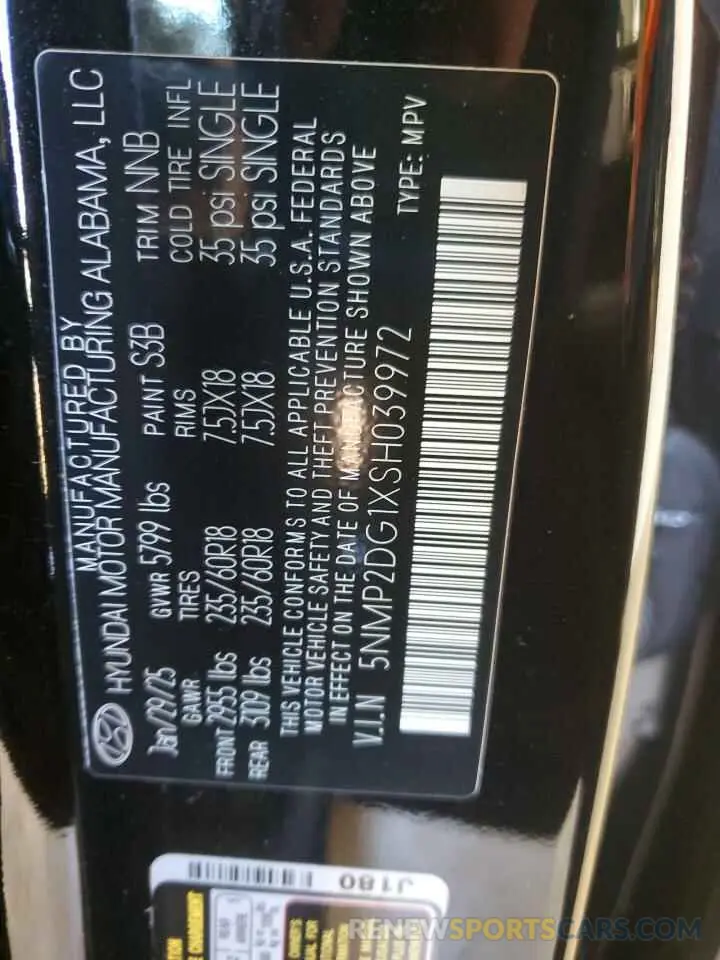 MANUFACTURED BY
HYUNDAI MOTOR MANUFACTURING ALABAMA, LLC
Jan/29/25 GVWR 5799 lbs PAINT S3B TRIM NNB
GAWR TIRES RIMS COLD TIRE INFL
FRONT 2955 lbs 235/60R18 7.5JX18 35 psi SINGLE
REAR 3109 lbs 235/60R18 7.5JX18 35 psi SINGLE
THIS VEHICLE CONFORMS TO ALL APPLICABLE U.S.A. FEDERAL
MOTOR VEHICLE SAFETY AND THEFT PREVENTION STANDARDS
IN EFFECT ON THE DATE OF MANUFACTURE SHOWN ABOVE
V.I.N 5NMP2DG1XSH039972
TYPE: MPV
J180
RENEWSPORTSCARS.COM